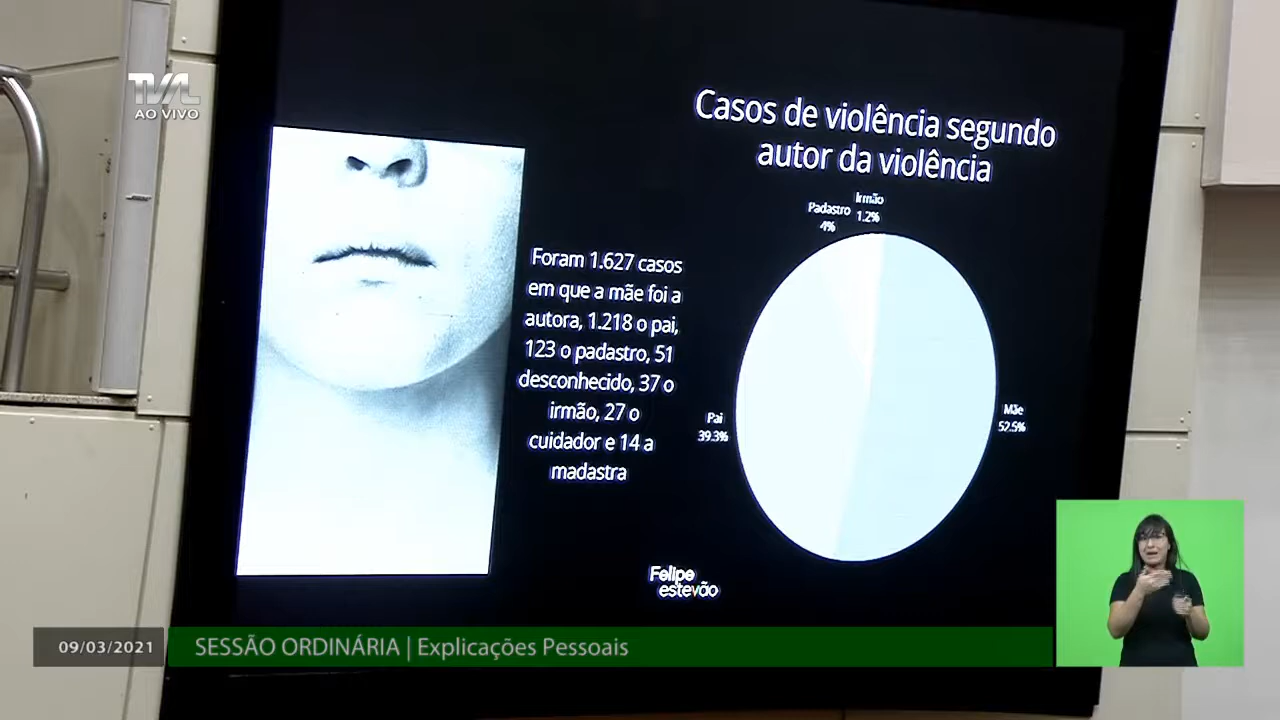 TVAL
AO VIVO
Casos de violência segundo
autor da violência
Irmão
1.2%
Padastro
4%
Foram 1.627 casos
em que a mãe foi a
autora, 1.218 o pai,
123 o padastro, 51
desconhecido, 37 o
irmão, 27 o
cuidador e 14 a
madastra
Pai
39.3%
Mãe
52.5%
Felipe
estevão
09/03/2021
SESSÃO ORDINÁRIA | Explicações Pessoais